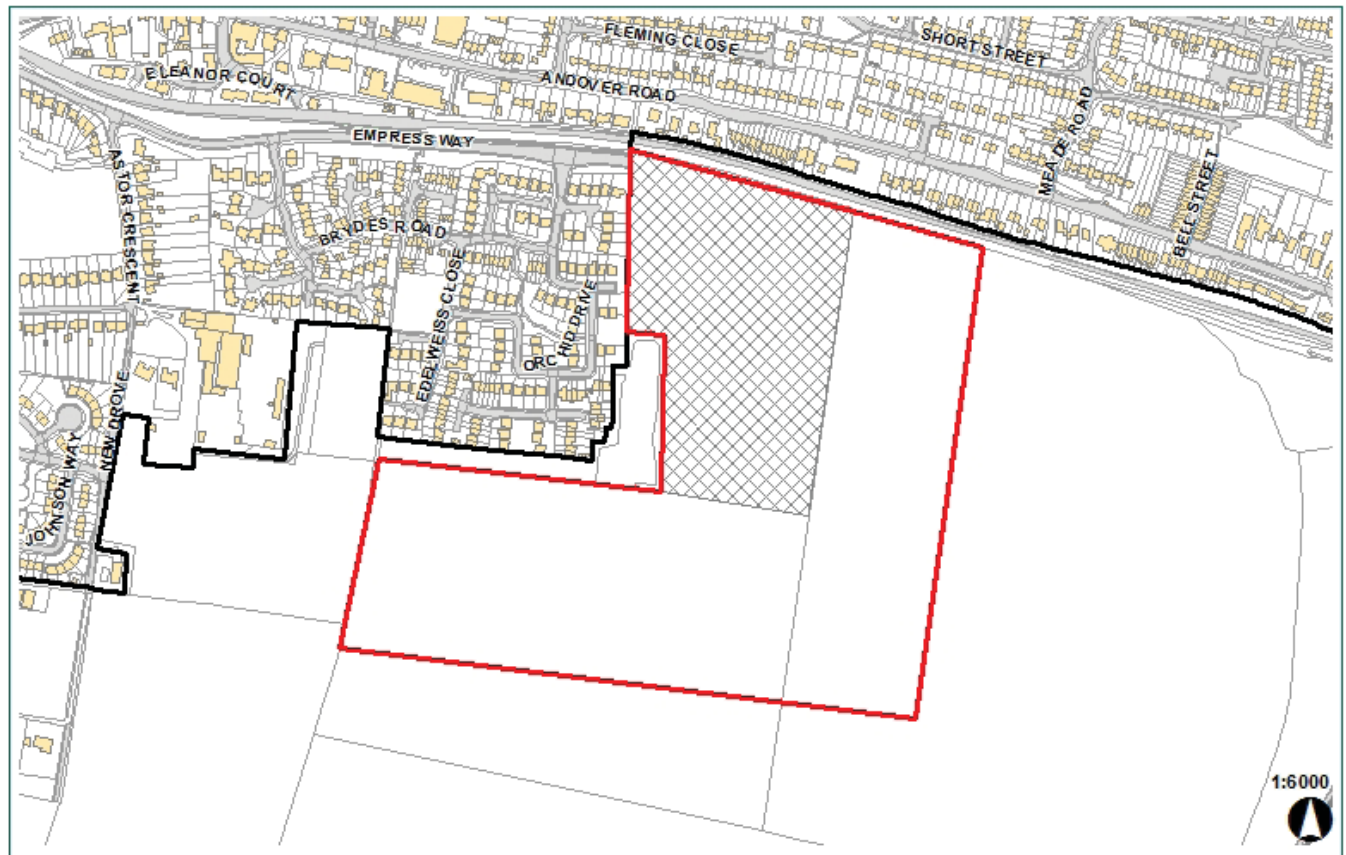 FLEMING CLOSE
SHORT STREET
ELEANOR COURT
ANDOVER ROAD
EMPRESS WAY
MEADE ROAD
ASTOR CRESCENT
BELL STREET
BRYDES ROAD
EDELWEISS CLOSE
ORCHID DRIVE
NEW DROVE
JOHNSON WAY
1:6000